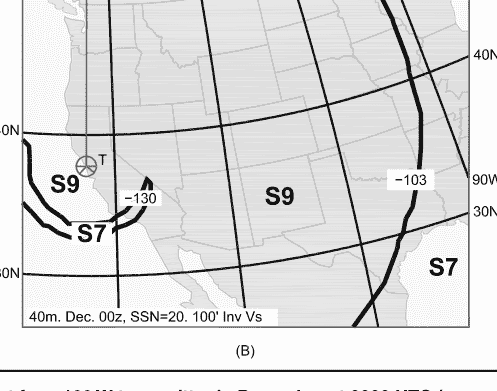 40N
40N
T
S9
−130
S9
−103
90W
30N
S7
S7
30N
40m. Dec. 00z, SSN=20. 100' Inv Vs
(B)